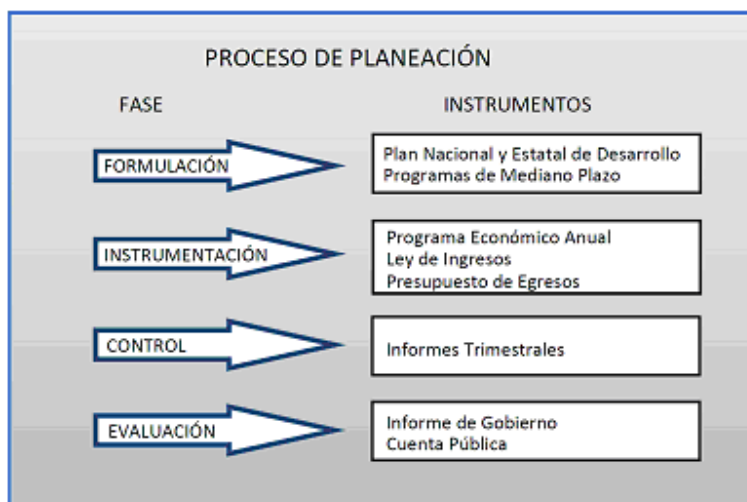 PROCESO DE PLANEACIÓN
FASE INSTRUMENTOS
FORMULACIÓN
Plan Nacional y Estatal de Desarrollo
Programas de Mediano Plazo
INSTRUMENTACIÓN
Programa Económico Anual
Ley de Ingresos
Presupuesto de Egresos
CONTROL
Informes Trimestrales
EVALUACIÓN
Informe de Gobierno
Cuenta Pública